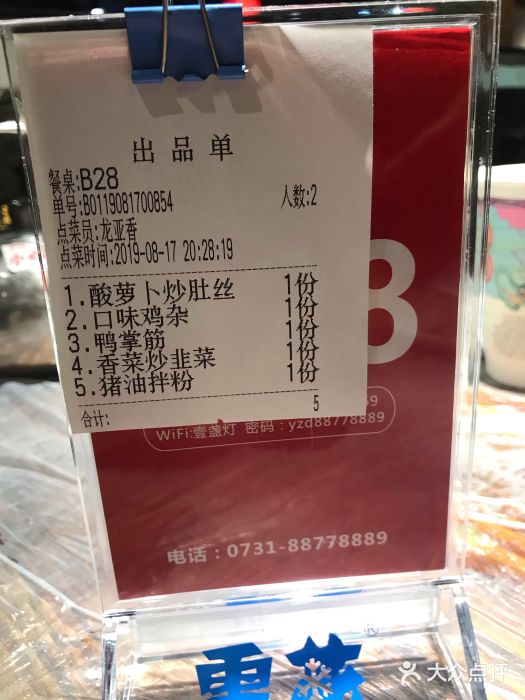 出品单
餐桌:B28
单号:B0119081700854 人数:2
点菜员:龙亚香
点菜时间:2019-08-17 20:28:19
1.酸萝卜炒肚丝 1份
2.口味鸡杂 1份
3.鸭掌筋 1份
4.香菜炒韭菜 1份
5.猪油拌粉 1份
合计: 5
8
WiFi:壹盏灯 密码:yzd88778889
电话:0731-88778889
®
大众点评